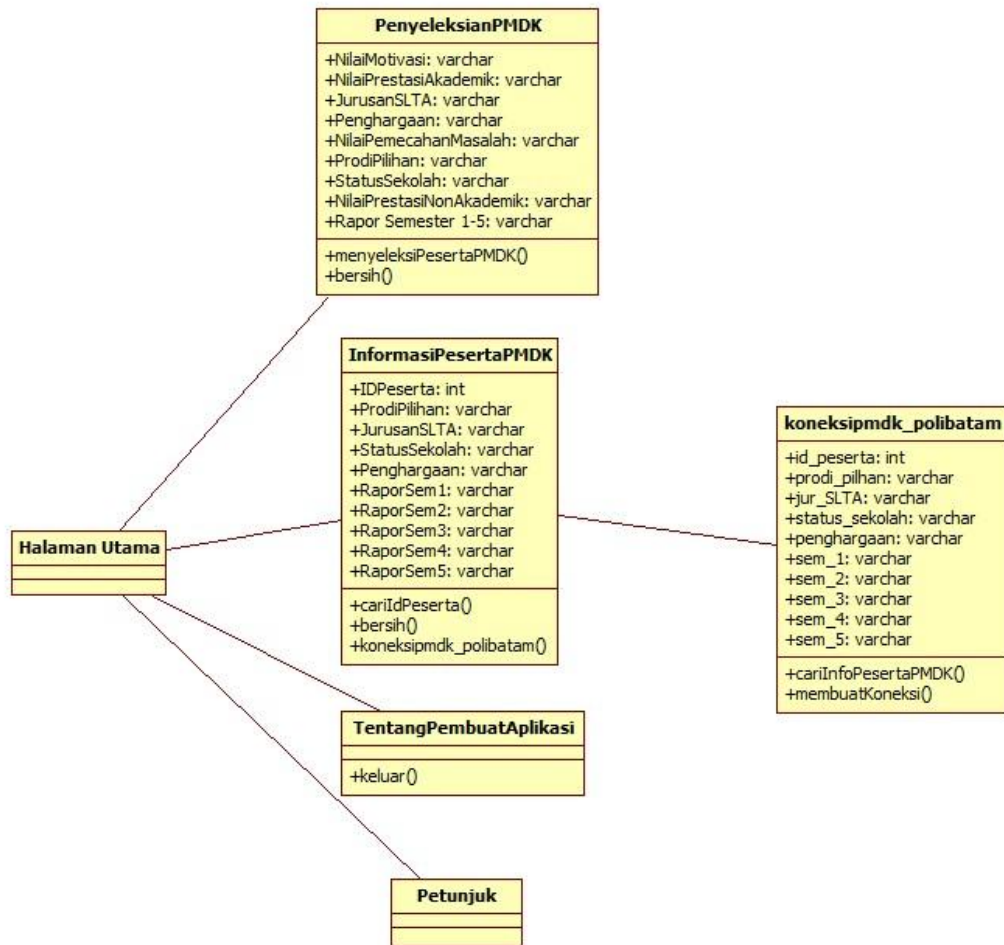 PenyeleksianPMDK
+NilaiMotivasi: varchar
+NilaiPrestasiAkademik: varchar
+JurusanSLTA: varchar
+Penghargaan: varchar
+NilaiPemecahanMasalah: varchar
+ProdiPilihan: varchar
+StatusSekolah: varchar
+NilaiPrestasiNonAkademik: varchar
+Rapor Semester 1-5: varchar
+menyeleksiPesertaPMDK()
+bersih()
InformasiPesertaPMDK
+IDPeserta: int
+ProdiPilihan: varchar
+JurusanSLTA: varchar
+StatusSekolah: varchar
+Penghargaan: varchar
+RaporSem1: varchar
+RaporSem2: varchar
+RaporSem3: varchar
+RaporSem4: varchar
+RaporSem5: varchar
+cariIdPeserta()
+bersih()
+koneksipmdk_polibatam()
koneksipmdk_polibatam
+id_peserta: int
+prodi_pilhan: varchar
+jur_SLTA: varchar
+status_sekolah: varchar
+penghargaan: varchar
+sem_1: varchar
+sem_2: varchar
+sem_3: varchar
+sem_4: varchar
+sem_5: varchar
+cariInfoPesertaPMDK()
+membuatKoneksi()
Halaman Utama
TentangPembuatAplikasi
+keluar()
Petunjuk